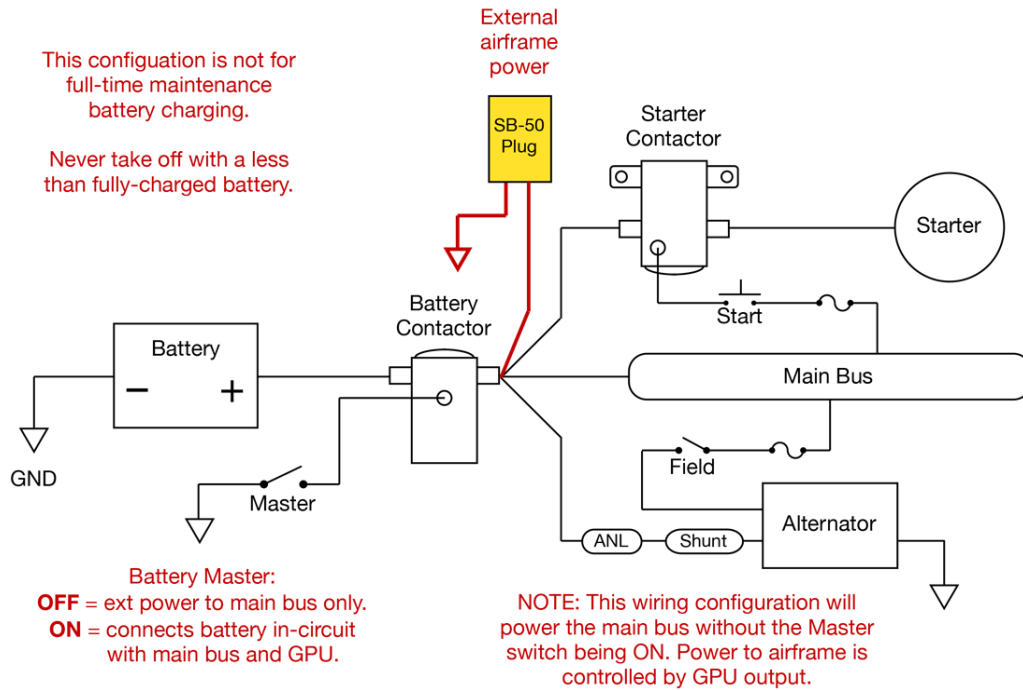 This configuation is not for
full-time maintenance
battery charging.
Never take off with a less
than fully-charged battery.
External
airframe
power
SB-50
Plug
Starter
Contactor
Starter
Battery
Contactor
Start
Battery
− +
Main Bus
GND
Master
Field
ANL
Shunt
Alternator
Battery Master:
OFF = ext power to main bus only.
ON = connects battery in-circuit
with main bus and GPU.
NOTE: This wiring configuration will
power the main bus without the Master
switch being ON. Power to airframe is
controlled by GPU output.